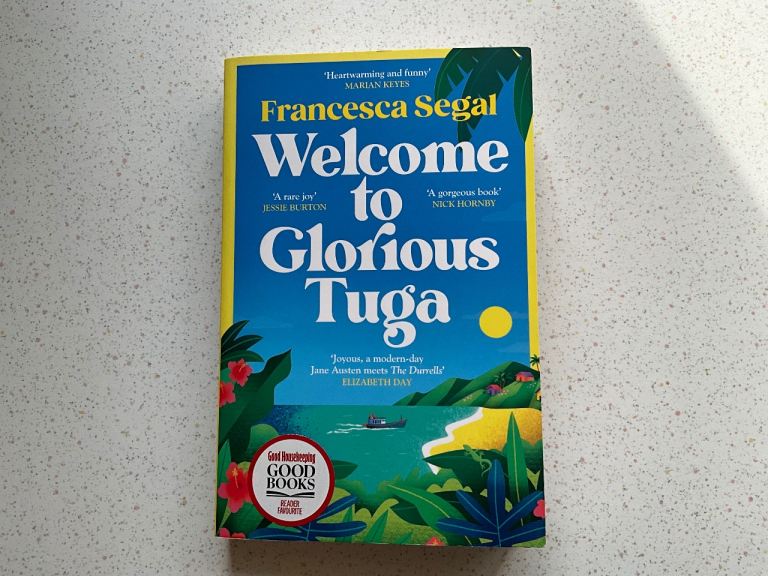 ‘Heartwarming and funny’
MARIAN KEYES
Francesca Segal
Welcome
to
‘A rare joy’
JESSIE BURTON
‘A gorgeous book’
NICK HORNBY
Glorious
Tuga
‘Joyous, a modern-day
Jane Austen meets The Durrells’
ELIZABETH DAY
Good Housekeeping
GOOD
BOOKS
READER
FAVOURITE